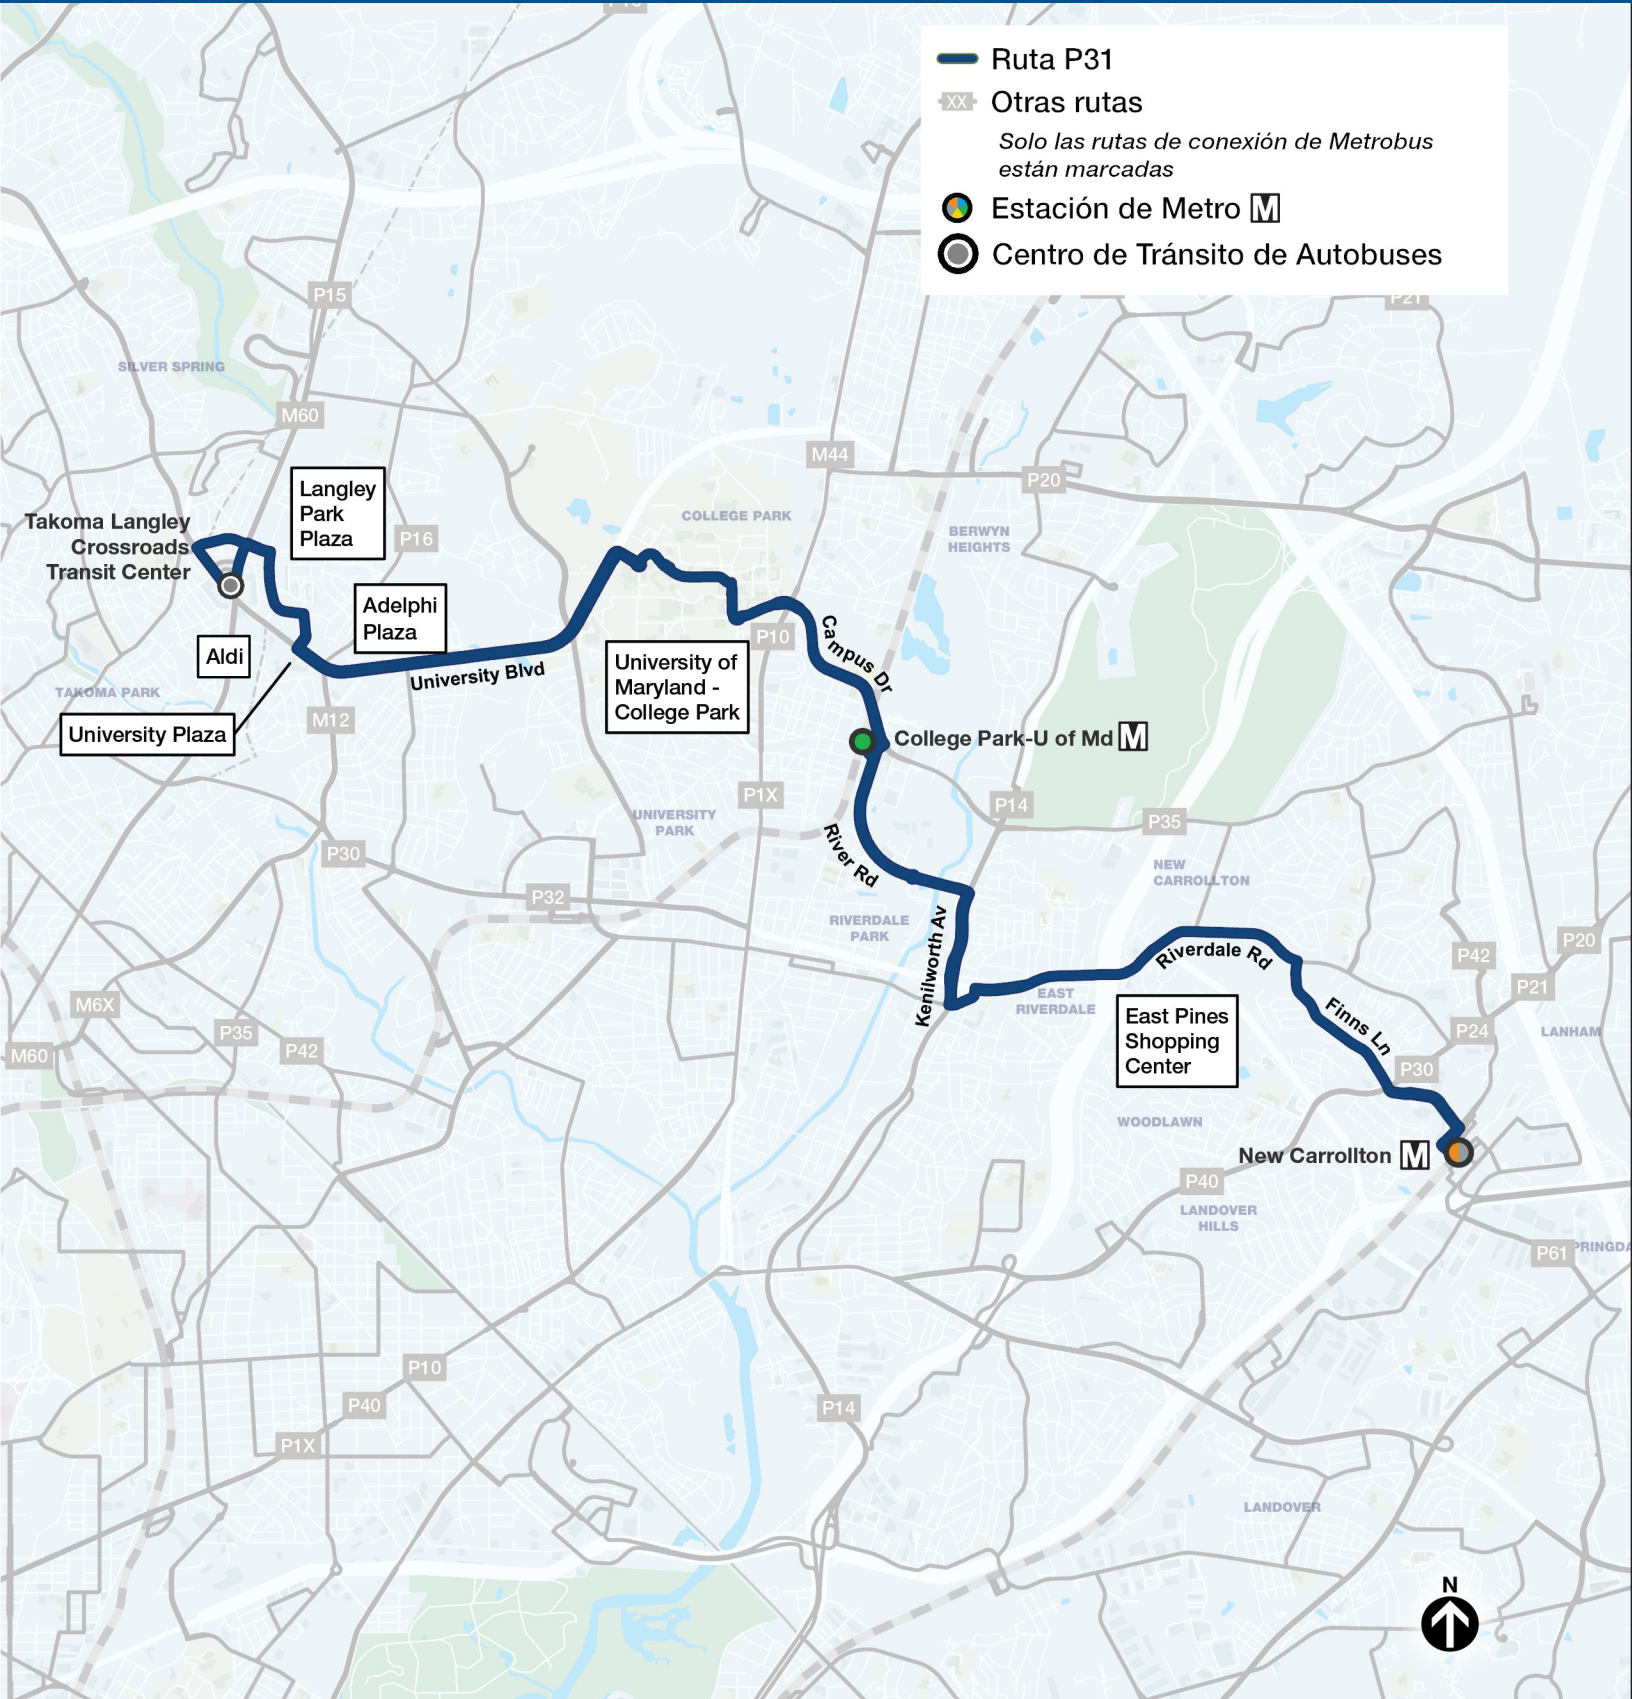 Ruta P31
XX
Otras rutas
Solo las rutas de conexión de Metrobus
están marcadas
Estación de Metro M
Centro de Tránsito de Autobuses
P21
P15
SILVER SPRING
M60
M44
P20
Langley
Park
Plaza
COLLEGE PARK
Takoma Langley
Crossroads
Transit Center
P16
BERWYN
HEIGHTS
Adelphi
Plaza
P10
Campus Dr
Aldi
University Blvd
University of
Maryland -
College Park
TAKOMA PARK
M12
University Plaza
College Park-U of Md M
P1X
P14
UNIVERSITY
PARK
P35
P30
River Rd
NEW
CARROLLTON
P32
RIVERDALE
PARK
Kenilworth Av
Riverdale Rd
P42
P20
P21
EAST
RIVERDALE
M6X
East Pines
Shopping
Center
Finns Ln
P35
P42
P24
LANHAM
M60
P30
WOODLAWN
New Carrollton M
P40
LANDOVER
HILLS
P61
PRINGDA
P10
P40
P14
P1X
LANDOVER
N